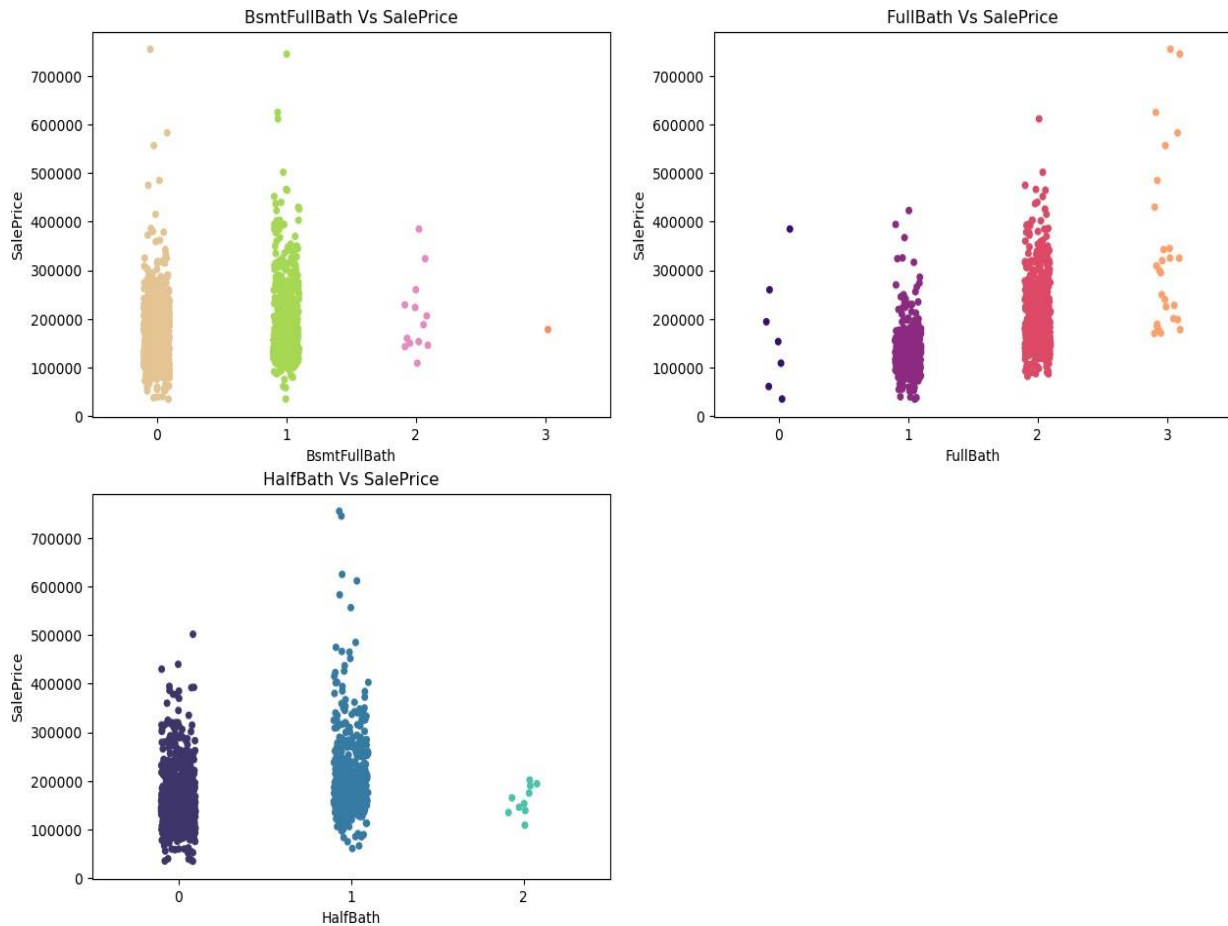 BsmtFullBath Vs SalePrice
SalePrice
700000
600000
500000
400000
300000
200000
100000
0
0 1 2 3
BsmtFullBath
FullBath Vs SalePrice
SalePrice
700000
600000
500000
400000
300000
200000
100000
0
0 1 2 3
FullBath
HalfBath Vs SalePrice
SalePrice
700000
600000
500000
400000
300000
200000
100000
0
0 1 2
HalfBath